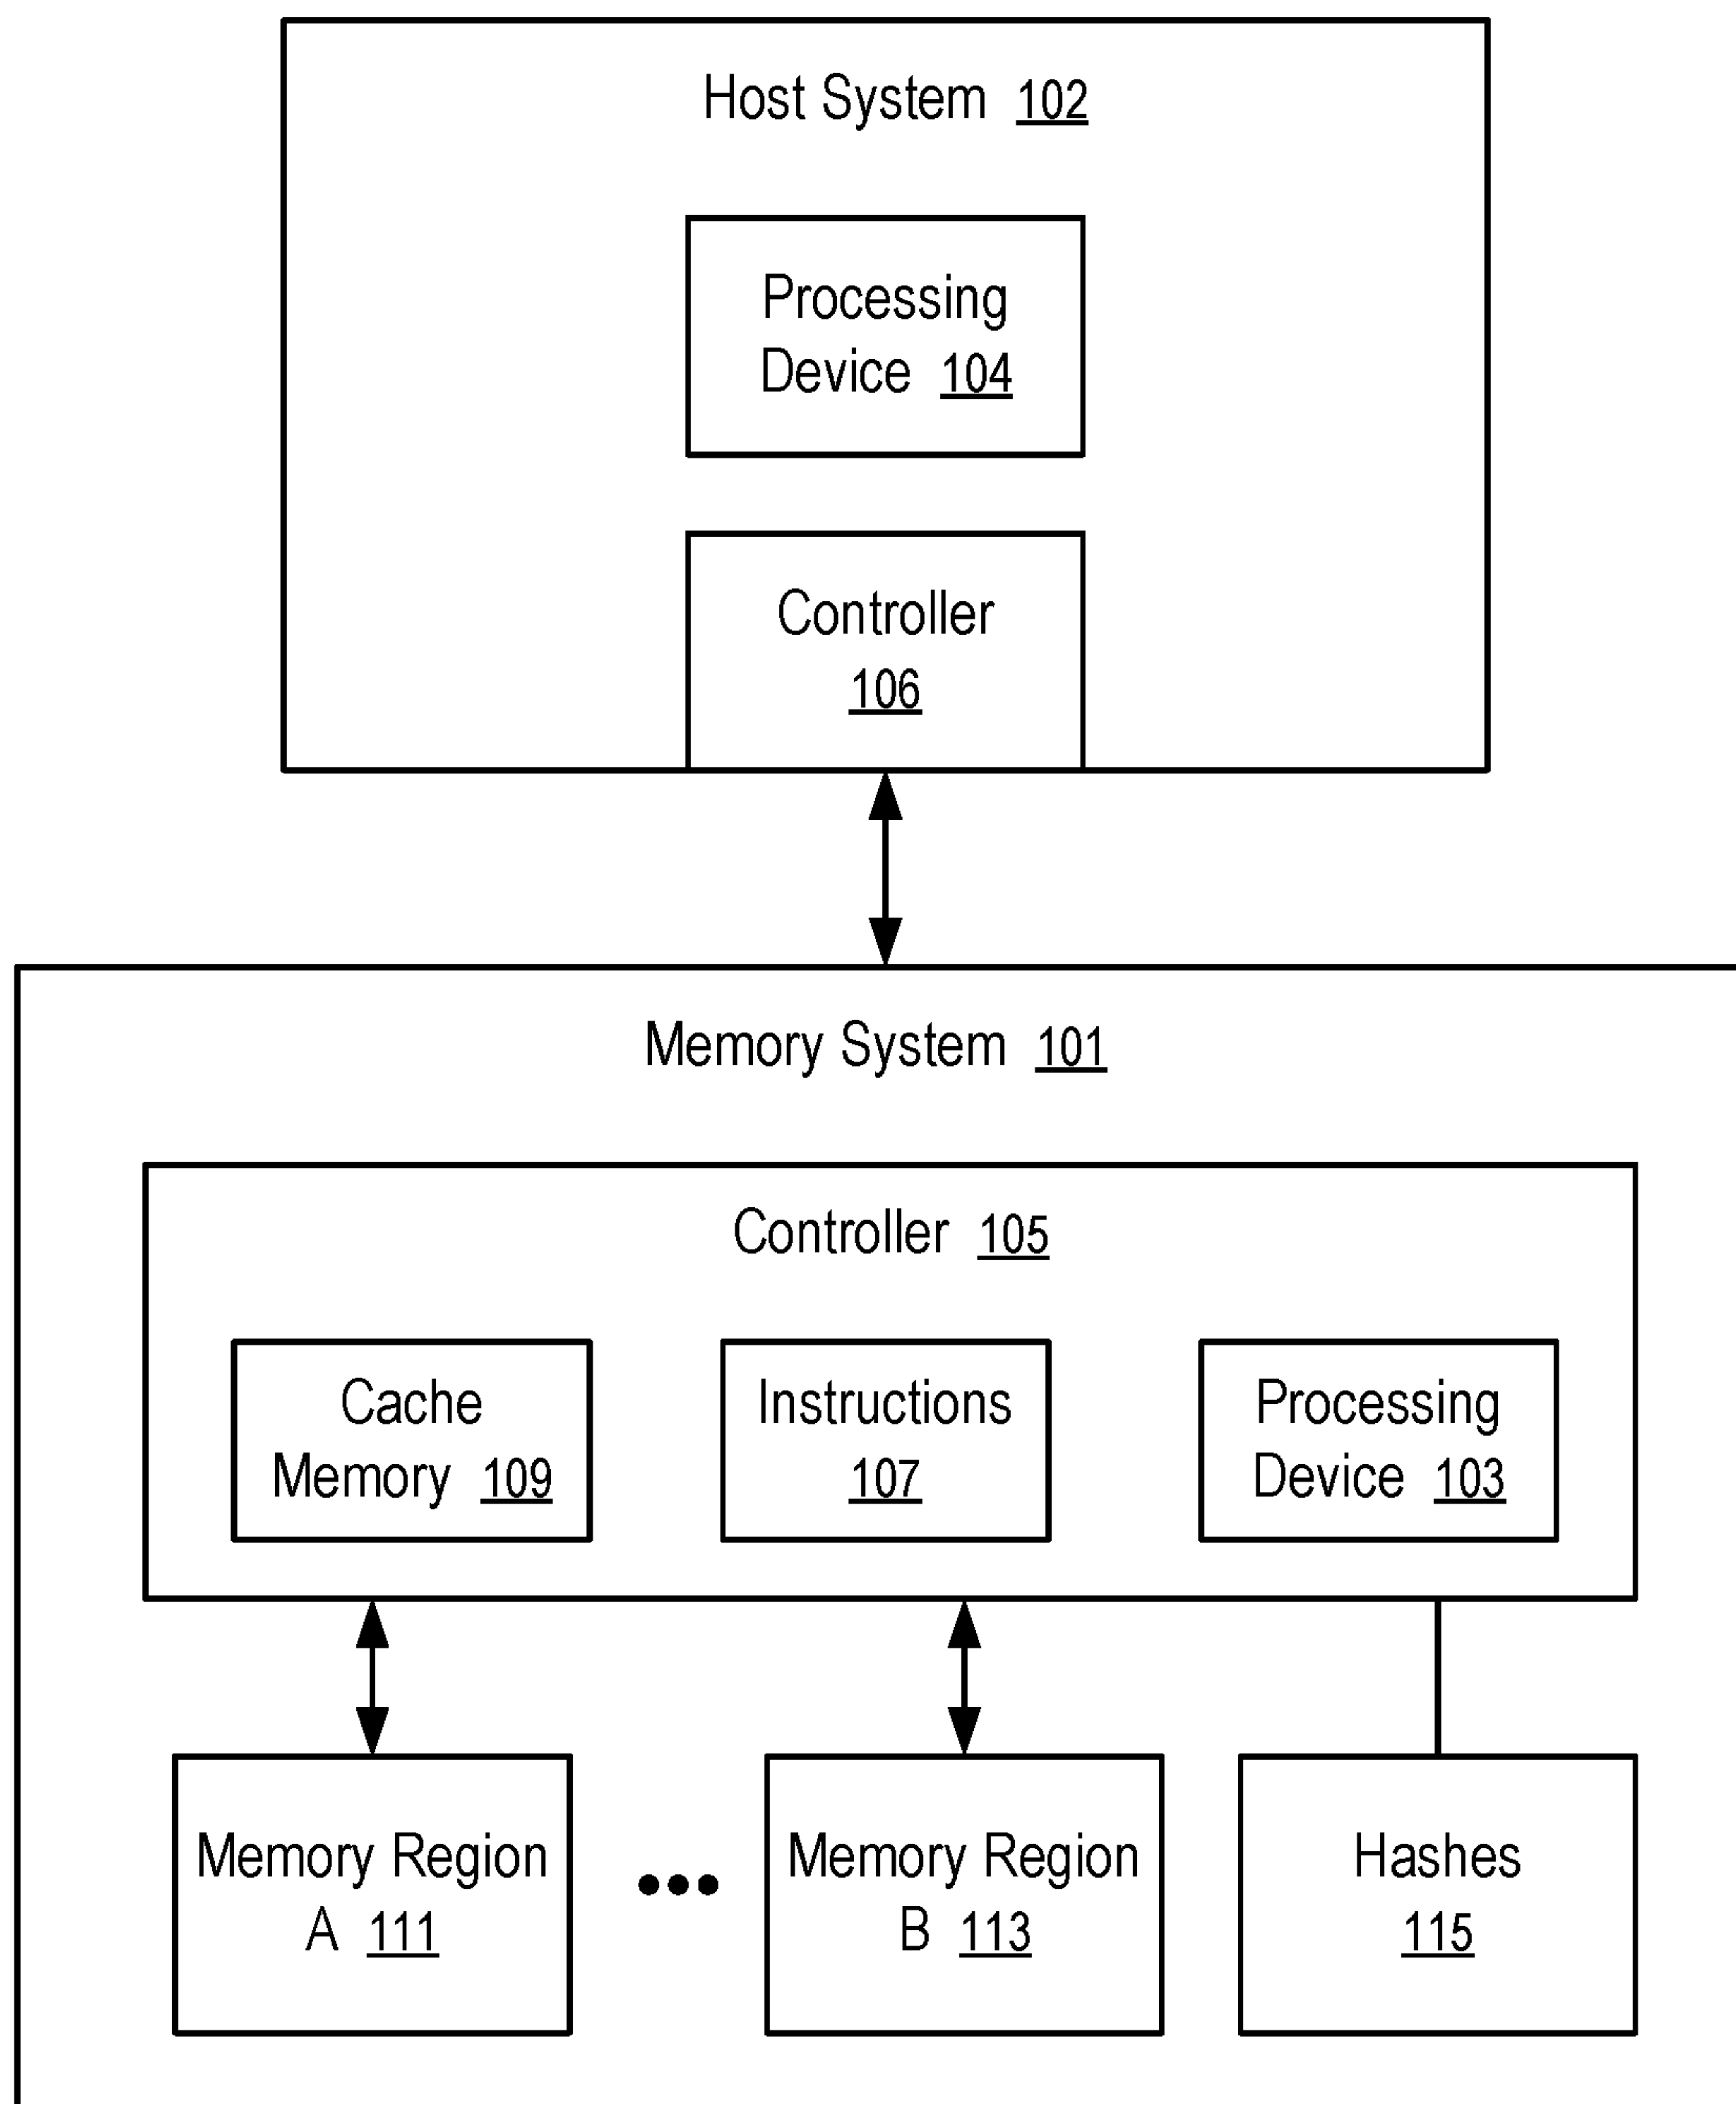 Host System 102
Processing
Device 104
Controller
106
Memory System 101
Controller 105
Cache
Memory 109
Instructions
107
Processing
Device 103
Memory Region
A 111
Memory Region
B 113
Hashes
115